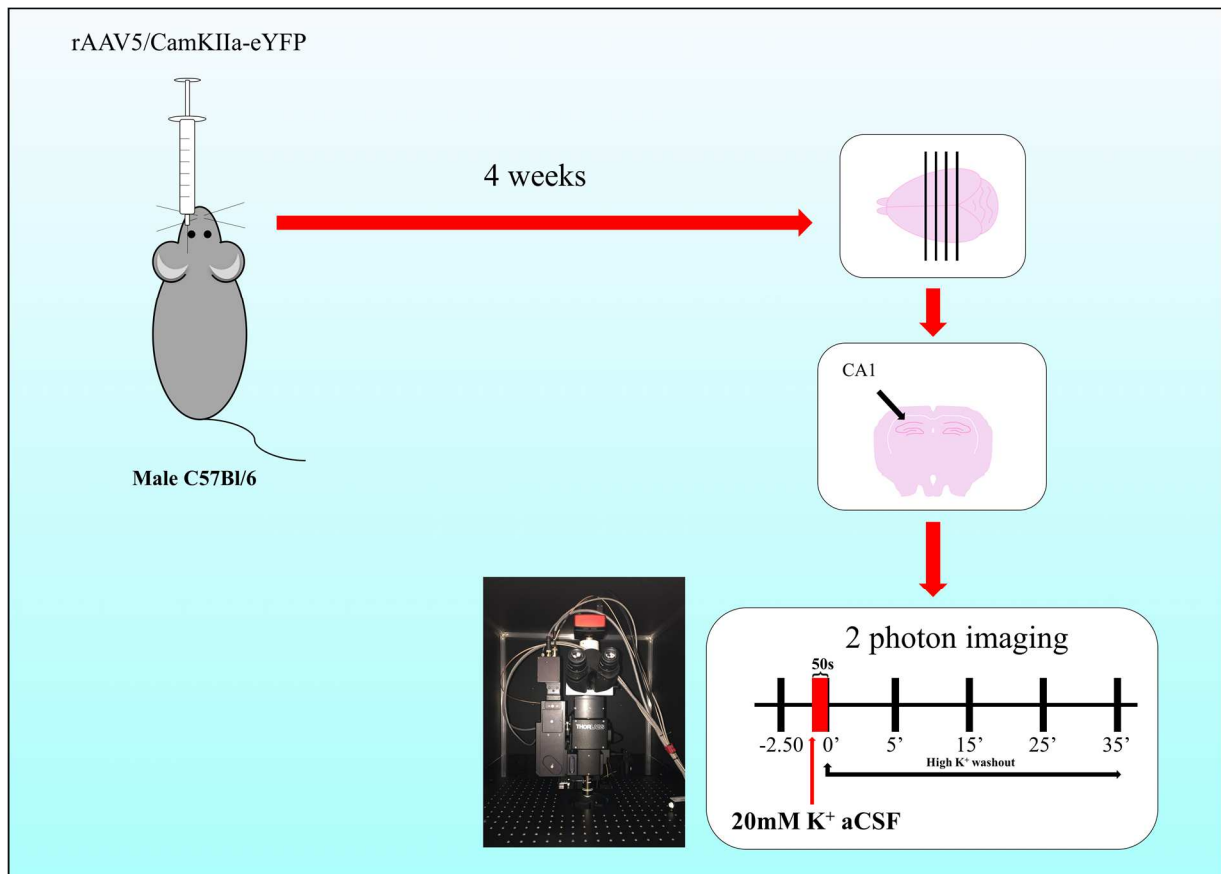 rAAV5/CamKIIa-eYFP
4 weeks
Male C57Bl/6
CA1
2 photon imaging
50s
-2.50 0’ 5’ 15’ 25’ 35’
High K⁺ washout
20mM K⁺ aCSF
THORLABS